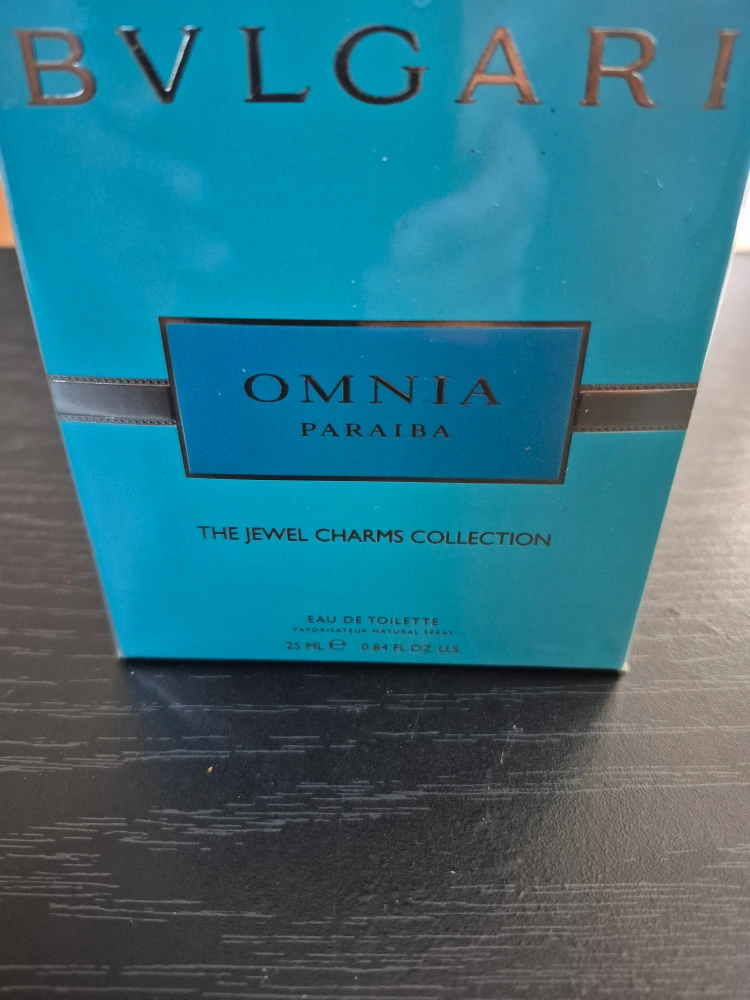 BVLGARI
OMNIA
PARAIBA
THE JEWEL CHARMS COLLECTION
EAU DE TOILETTE
VAPORISATEUR NATURAL SPRAY
25 ML ℮ 0.84 FL.OZ U.S.